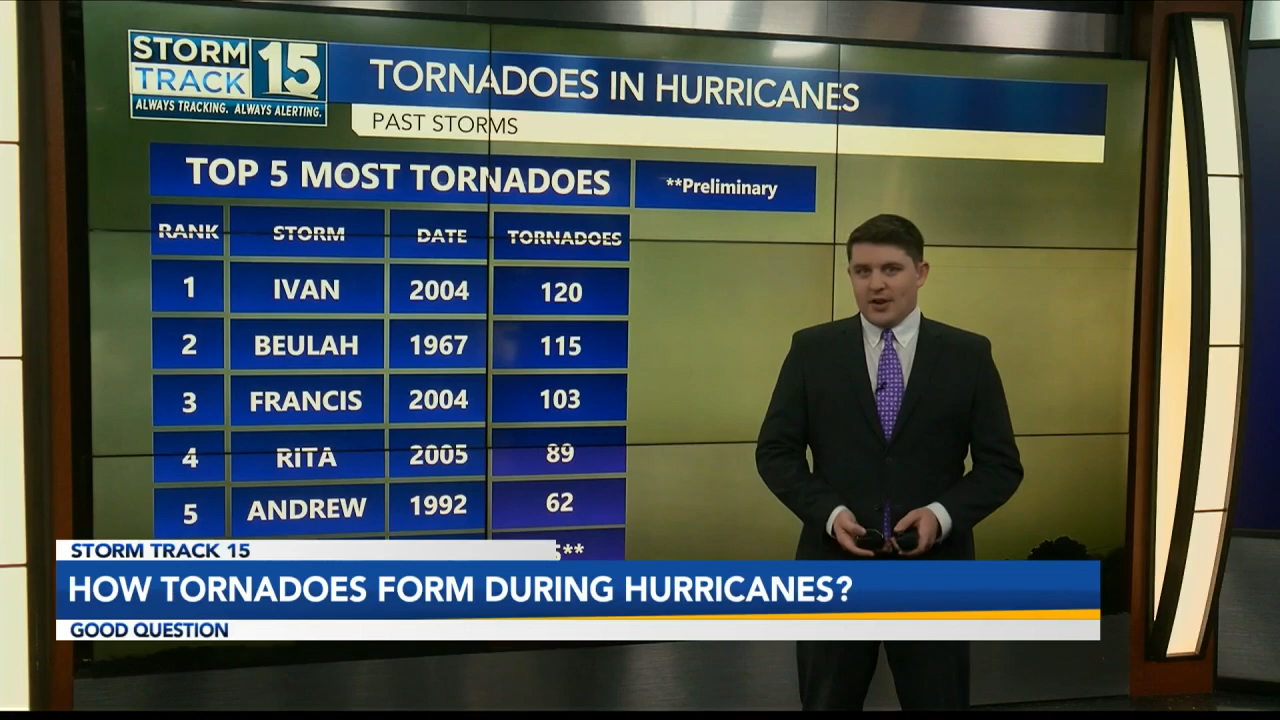 STORM TRACK 15
ALWAYS TRACKING. ALWAYS ALERTING.
TORNADOES IN HURRICANES
PAST STORMS
TOP 5 MOST TORNADOES
**Preliminary
RANK STORM DATE TORNADOES
1 IVAN 2004 120
2 BEULAH 1967 115
3 FRANCIS 2004 103
4 RITA 2005 89
5 ANDREW 1992 62
STORM TRACK 15
HOW TORNADOES FORM DURING HURRICANES?
GOOD QUESTION